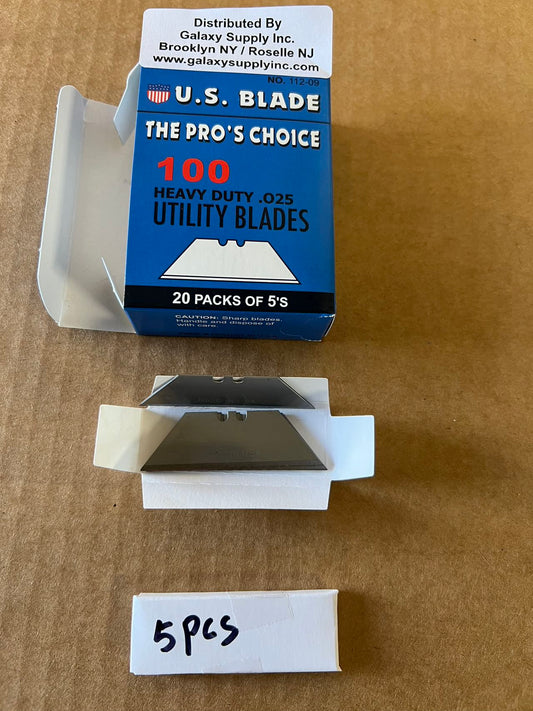 Distributed By
Galaxy Supply Inc.
Brooklyn NY / Roselle NJ
www.galaxysupplyinc.com
NO. 112-09
U.S. BLADE
THE PRO'S CHOICE
100
HEAVY DUTY .025
UTILITY BLADES
20 PACKS OF 5'S
CAUTION: Sharp blades.
Handle and dispose of
with care.
5 pcs